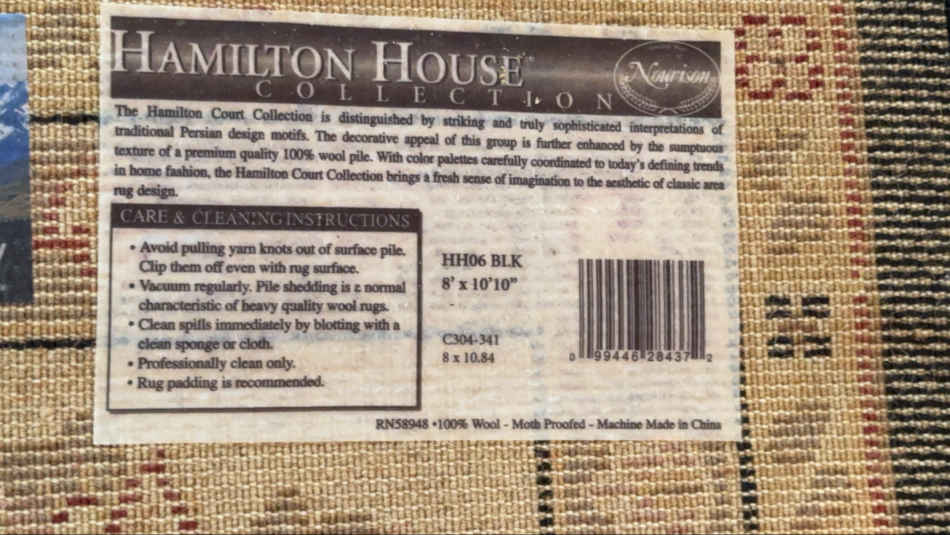 HAMILTON HOUSE
COLLECTION
Nourison
The Hamilton Court Collection is distinguished by striking and truly sophisticated interpretations of
traditional Persian design motifs. The decorative appeal of this group is further enhanced by the sumptuous
texture of a premium quality 100% wool pile. With color palettes carefully coordinated to today's defining trends
in home fashion, the Hamilton Court Collection brings a fresh sense of imagination to the aesthetic of classic area
rug design.
CARE & CLEANING INSTRUCTIONS
• Avoid pulling yarn knots out of surface pile.
Clip them off even with rug surface.
• Vacuum regularly. Pile shedding is a normal
characteristic of heavy quality wool rugs.
• Clean spills immediately by blotting with a
clean sponge or cloth.
• Professionally clean only.
• Rug padding is recommended.
HH06 BLK
8' x 10'10"
C304-341
8 x 10.84
0 99446 28437 2
RN58948 •100% Wool - Moth Proofed - Machine Made in China